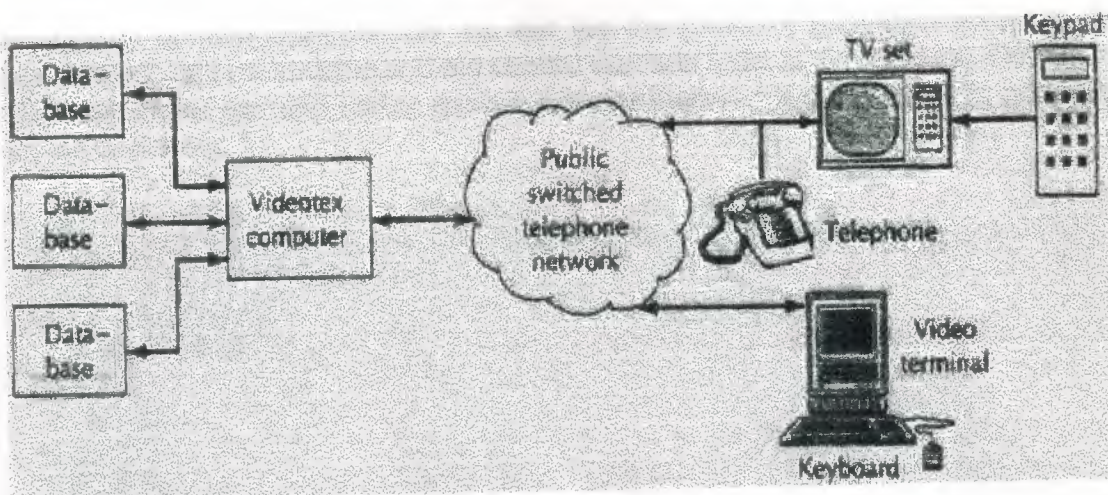 Data–
base
Data–
base
Data–
base
Videotex
computer
Public
switched
telephone
network
TV set
Keypad
Telephone
Video
terminal
Keyboard